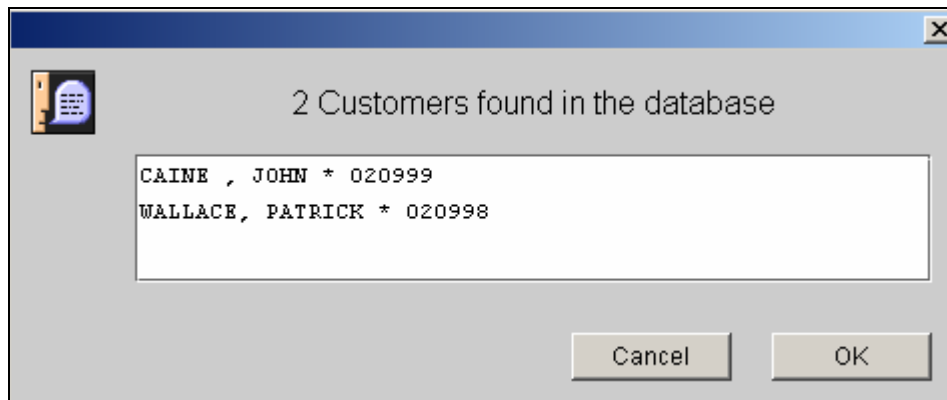 2 Customers found in the database
CAINE , JOHN * 020999
WALLACE, PATRICK * 020998
Cancel OK